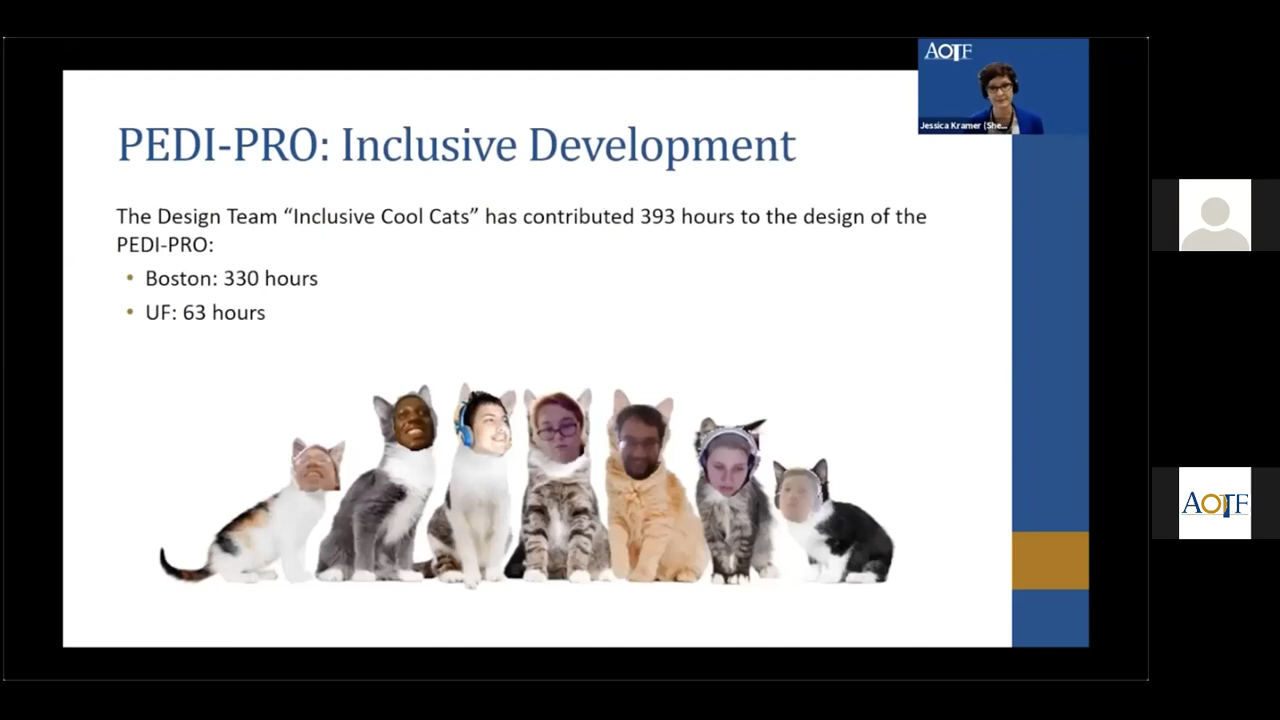 AOTF
Jessica Kramer (She...
PEDI-PRO: Inclusive Development
The Design Team “Inclusive Cool Cats” has contributed 393 hours to the design of the
PEDI-PRO:
• Boston: 330 hours
• UF: 63 hours
AOTF